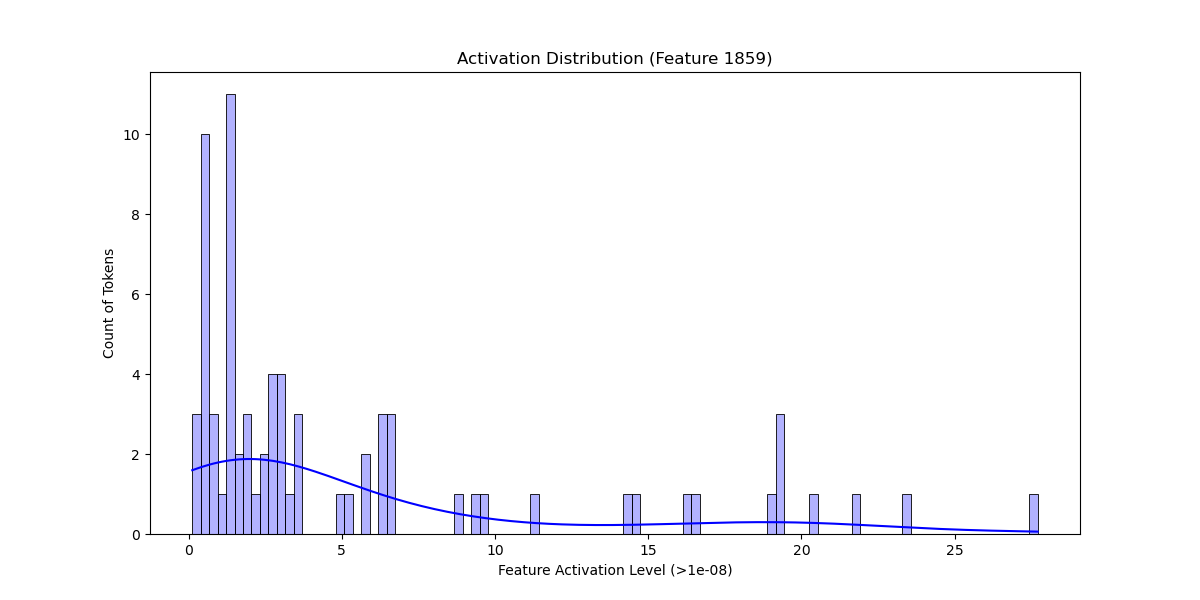 Activation Distribution (Feature 1859)
Count of Tokens
10
8
6
4
2
0
0 5 10 15 20 25
Feature Activation Level (>1e-08)